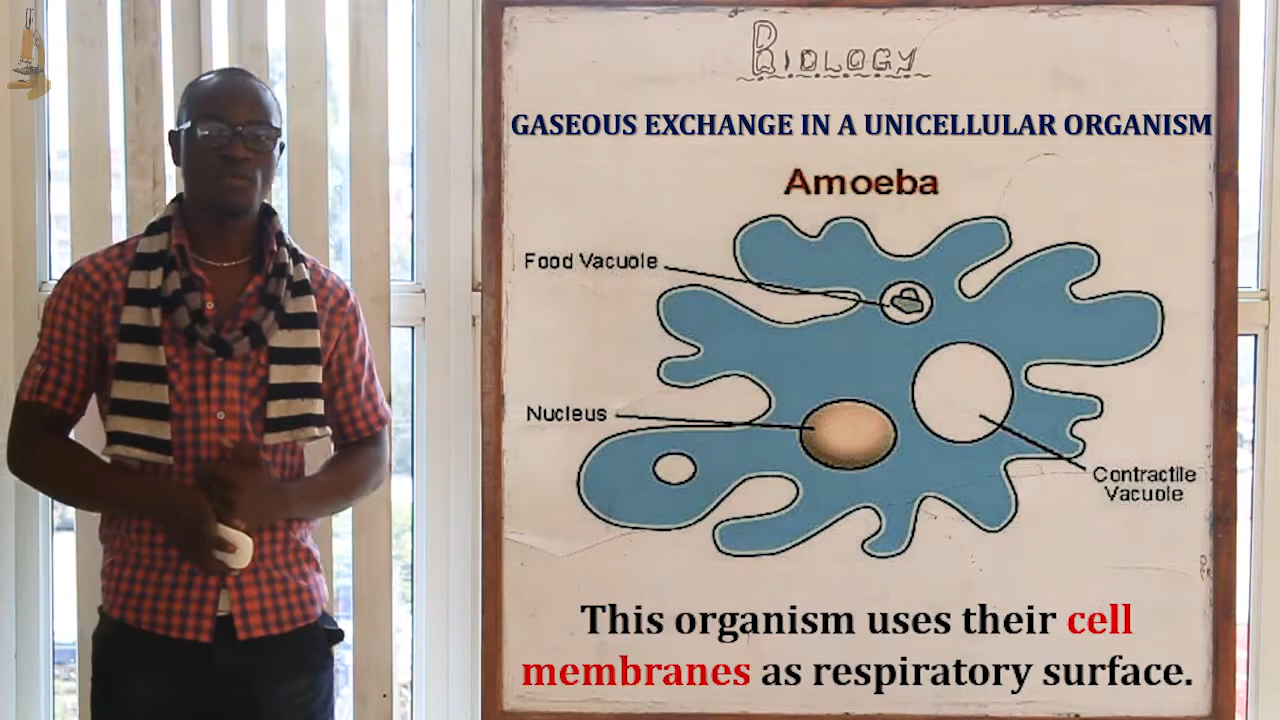 BIOLOGY
GASEOUS EXCHANGE IN A UNICELLULAR ORGANISM
Amoeba
Food Vacuole
Nucleus
Contractile
Vacuole
This organism uses their cell
membranes as respiratory surface.